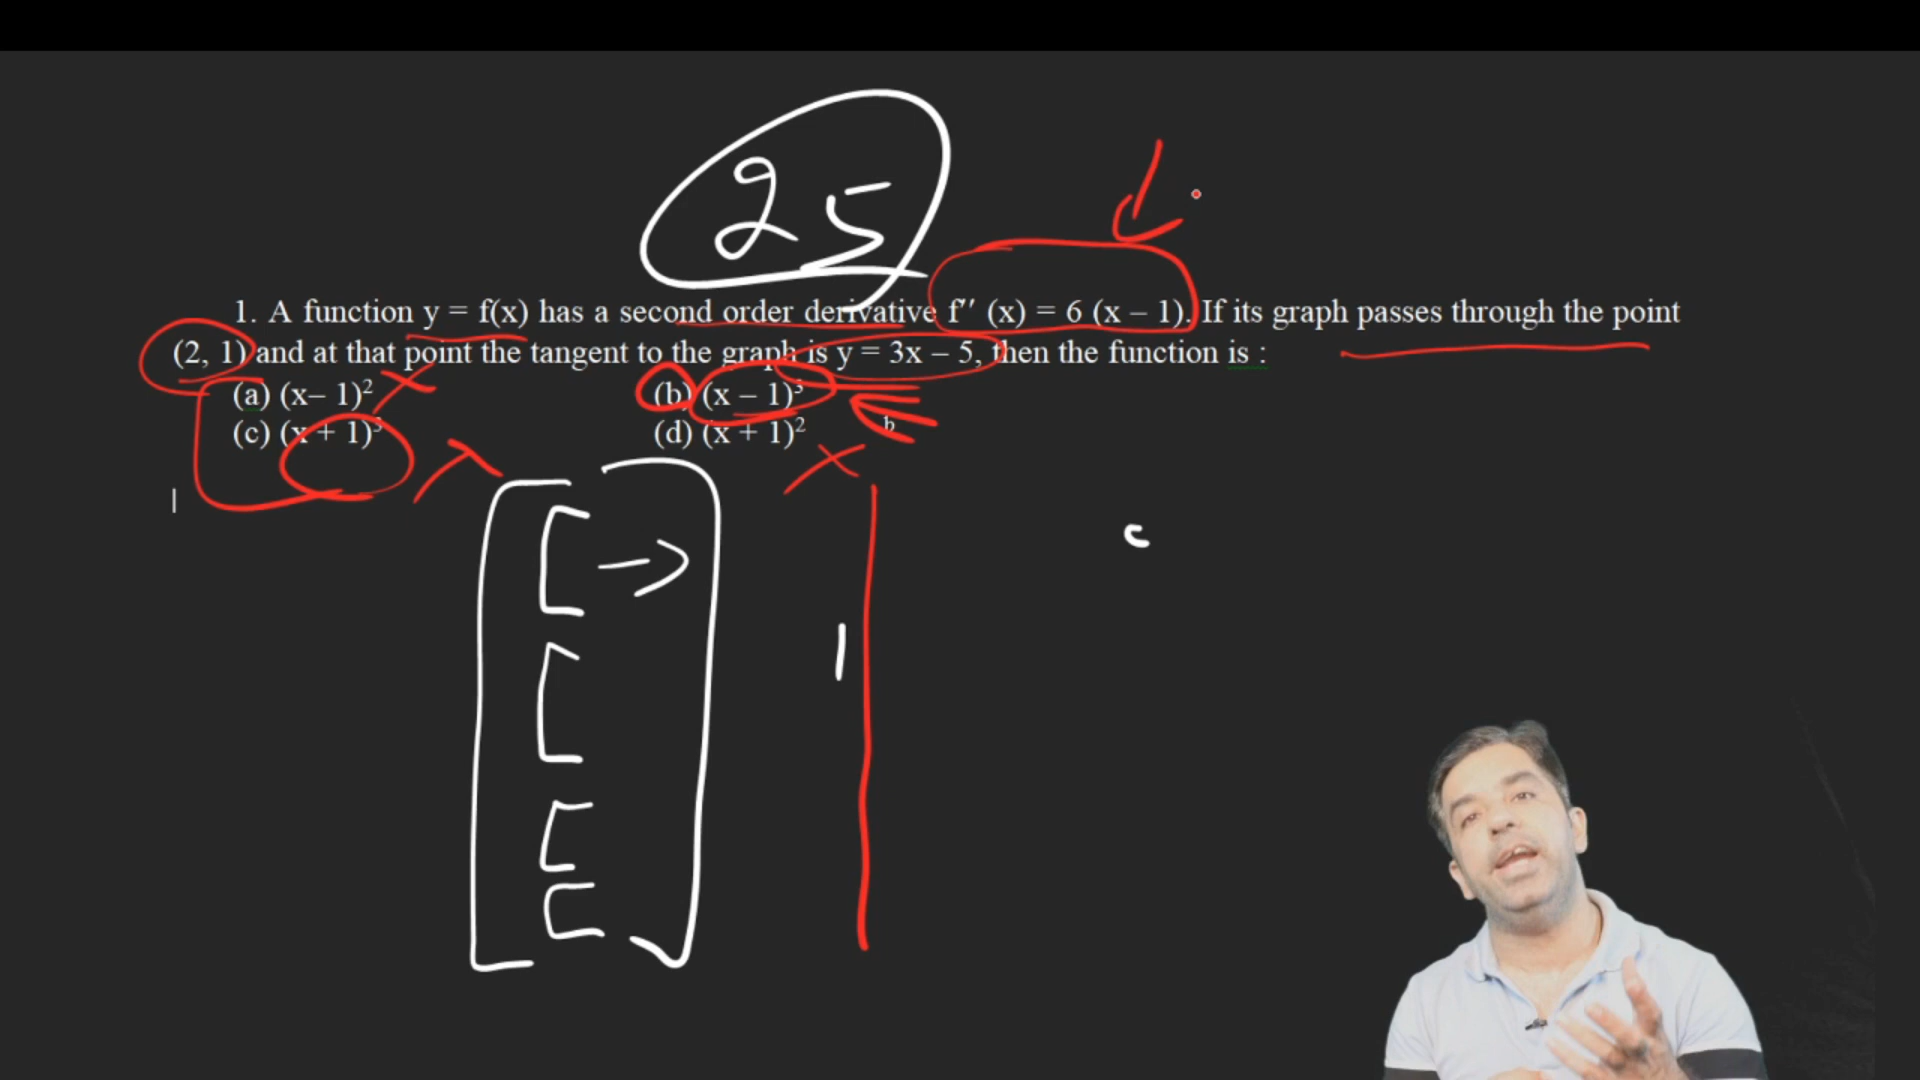 25
1. A function y = f(x) has a second order derivative f″ (x) = 6 (x – 1). If its graph passes through the point
(2, 1) and at that point the tangent to the graph is y = 3x – 5, then the function is :
(a) (x– 1)² (b) (x – 1)³
(c) (x + 1)³ (d) (x + 1)² b